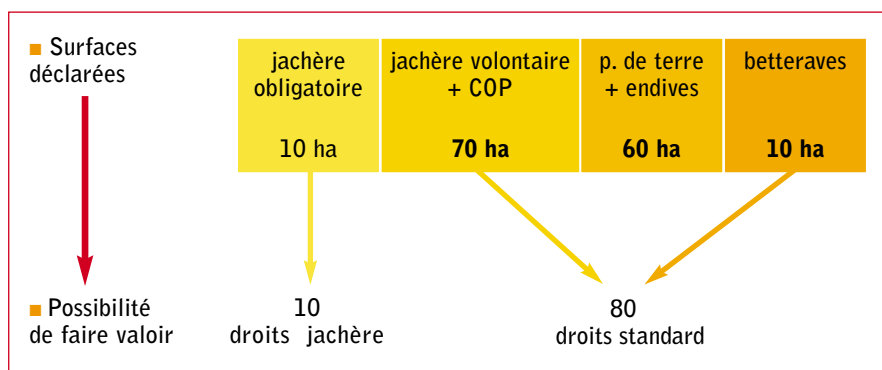 ■ Surfaces
déclarées
jachère
obligatoire
10 ha
jachère volontaire
+ COP
70 ha
p. de terre
+ endives
60 ha
betteraves
10 ha
■ Possibilité
de faire valoir
10
droits jachère
80
droits standard